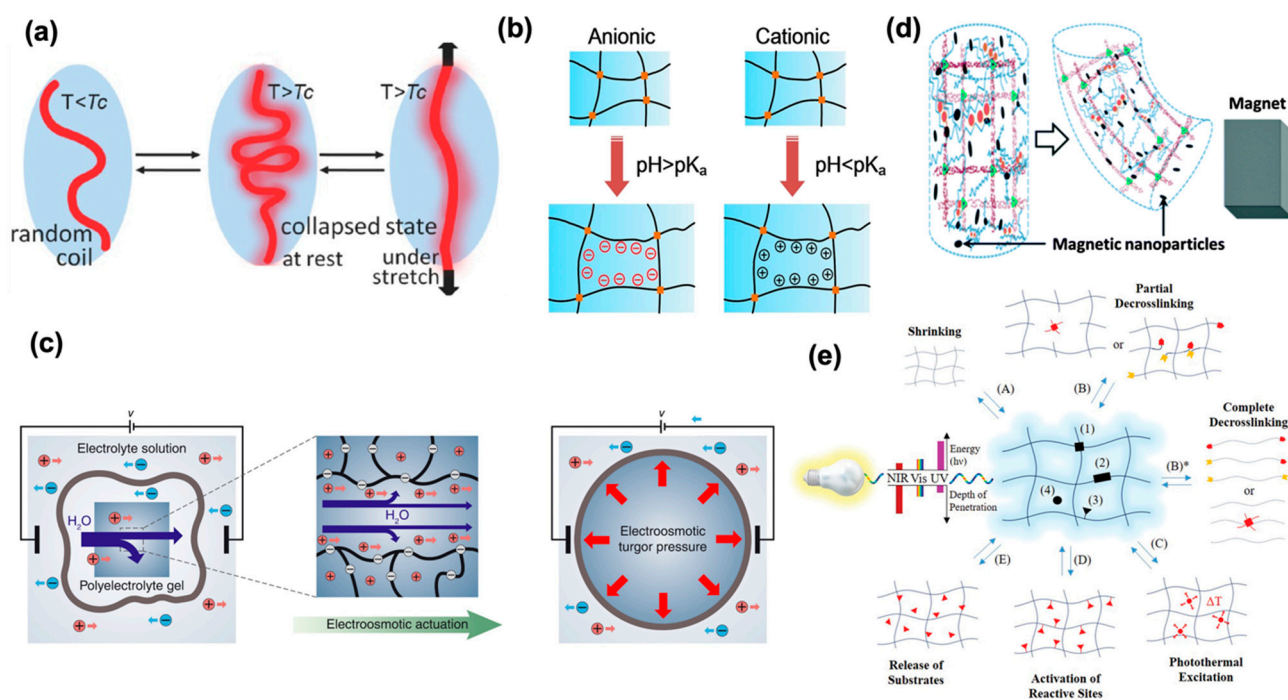 (a)
T<Tc
random
coil
T>Tc
collapsed state
at rest
T>Tc
under
stretch
(b)
Anionic
Cationic
pH>pKₐ
pH<pKₐ
(d)
Magnet
Magnetic nanoparticles
(c)
V
Electrolyte solution
H₂O
Polyelectrolyte gel
H₂O
Electroosmotic actuation
V
Electroosmotic
turgor pressure
(e)
Shrinking
Partial
Decrosslinking
or
(A)
(B)
Complete
Decrosslinking
or
(B)*
Energy
(hν)
NIR Vis UV
Depth of
Penetration
(1)
(2)
(3)
(4)
(E)
(D)
(C)
ΔT
Release of
Substrates
Activation of
Reactive Sites
Photothermal
Excitation